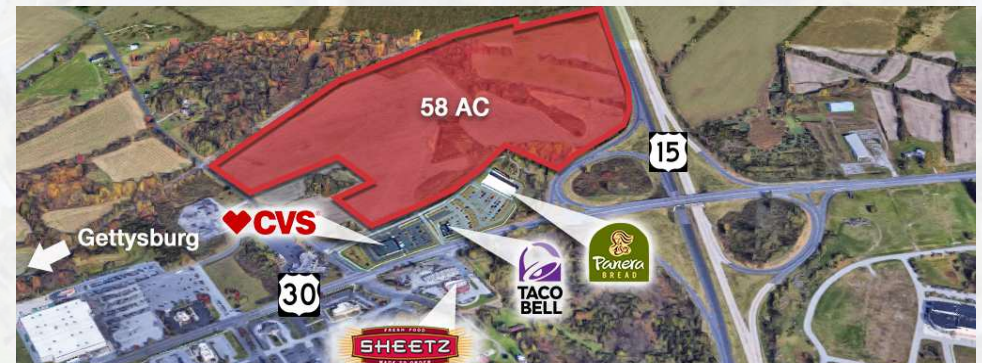 58 AC
15
CVS
Gettysburg
Panera
BREAD
TACO
BELL
30
FRESH FOOD
SHEETZ
MADE TO ORDER